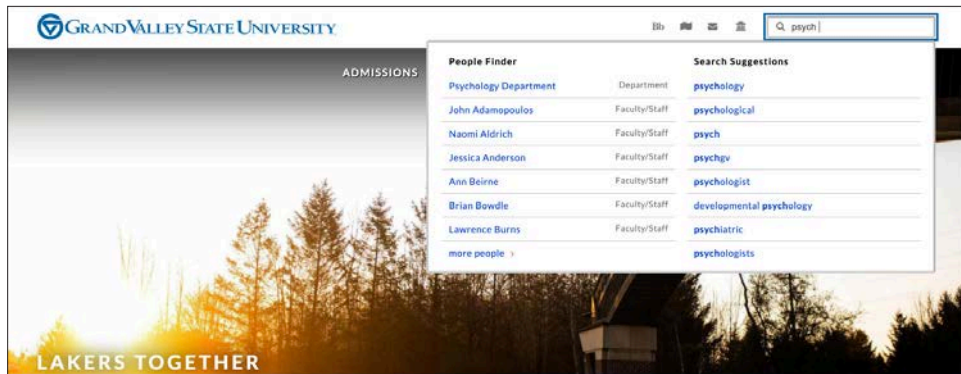 GRAND VALLEY STATE UNIVERSITY
Bb
psych
ADMISSIONS
People Finder
Psychology Department Department
John Adamopoulos Faculty/Staff
Naomi Aldrich Faculty/Staff
Jessica Anderson Faculty/Staff
Ann Beirne Faculty/Staff
Brian Bowdle Faculty/Staff
Lawrence Burns Faculty/Staff
more people ›
Search Suggestions
psychology
psychological
psych
psychgv
psychologist
developmental psychology
psychiatric
psychologists
LAKERS TOGETHER